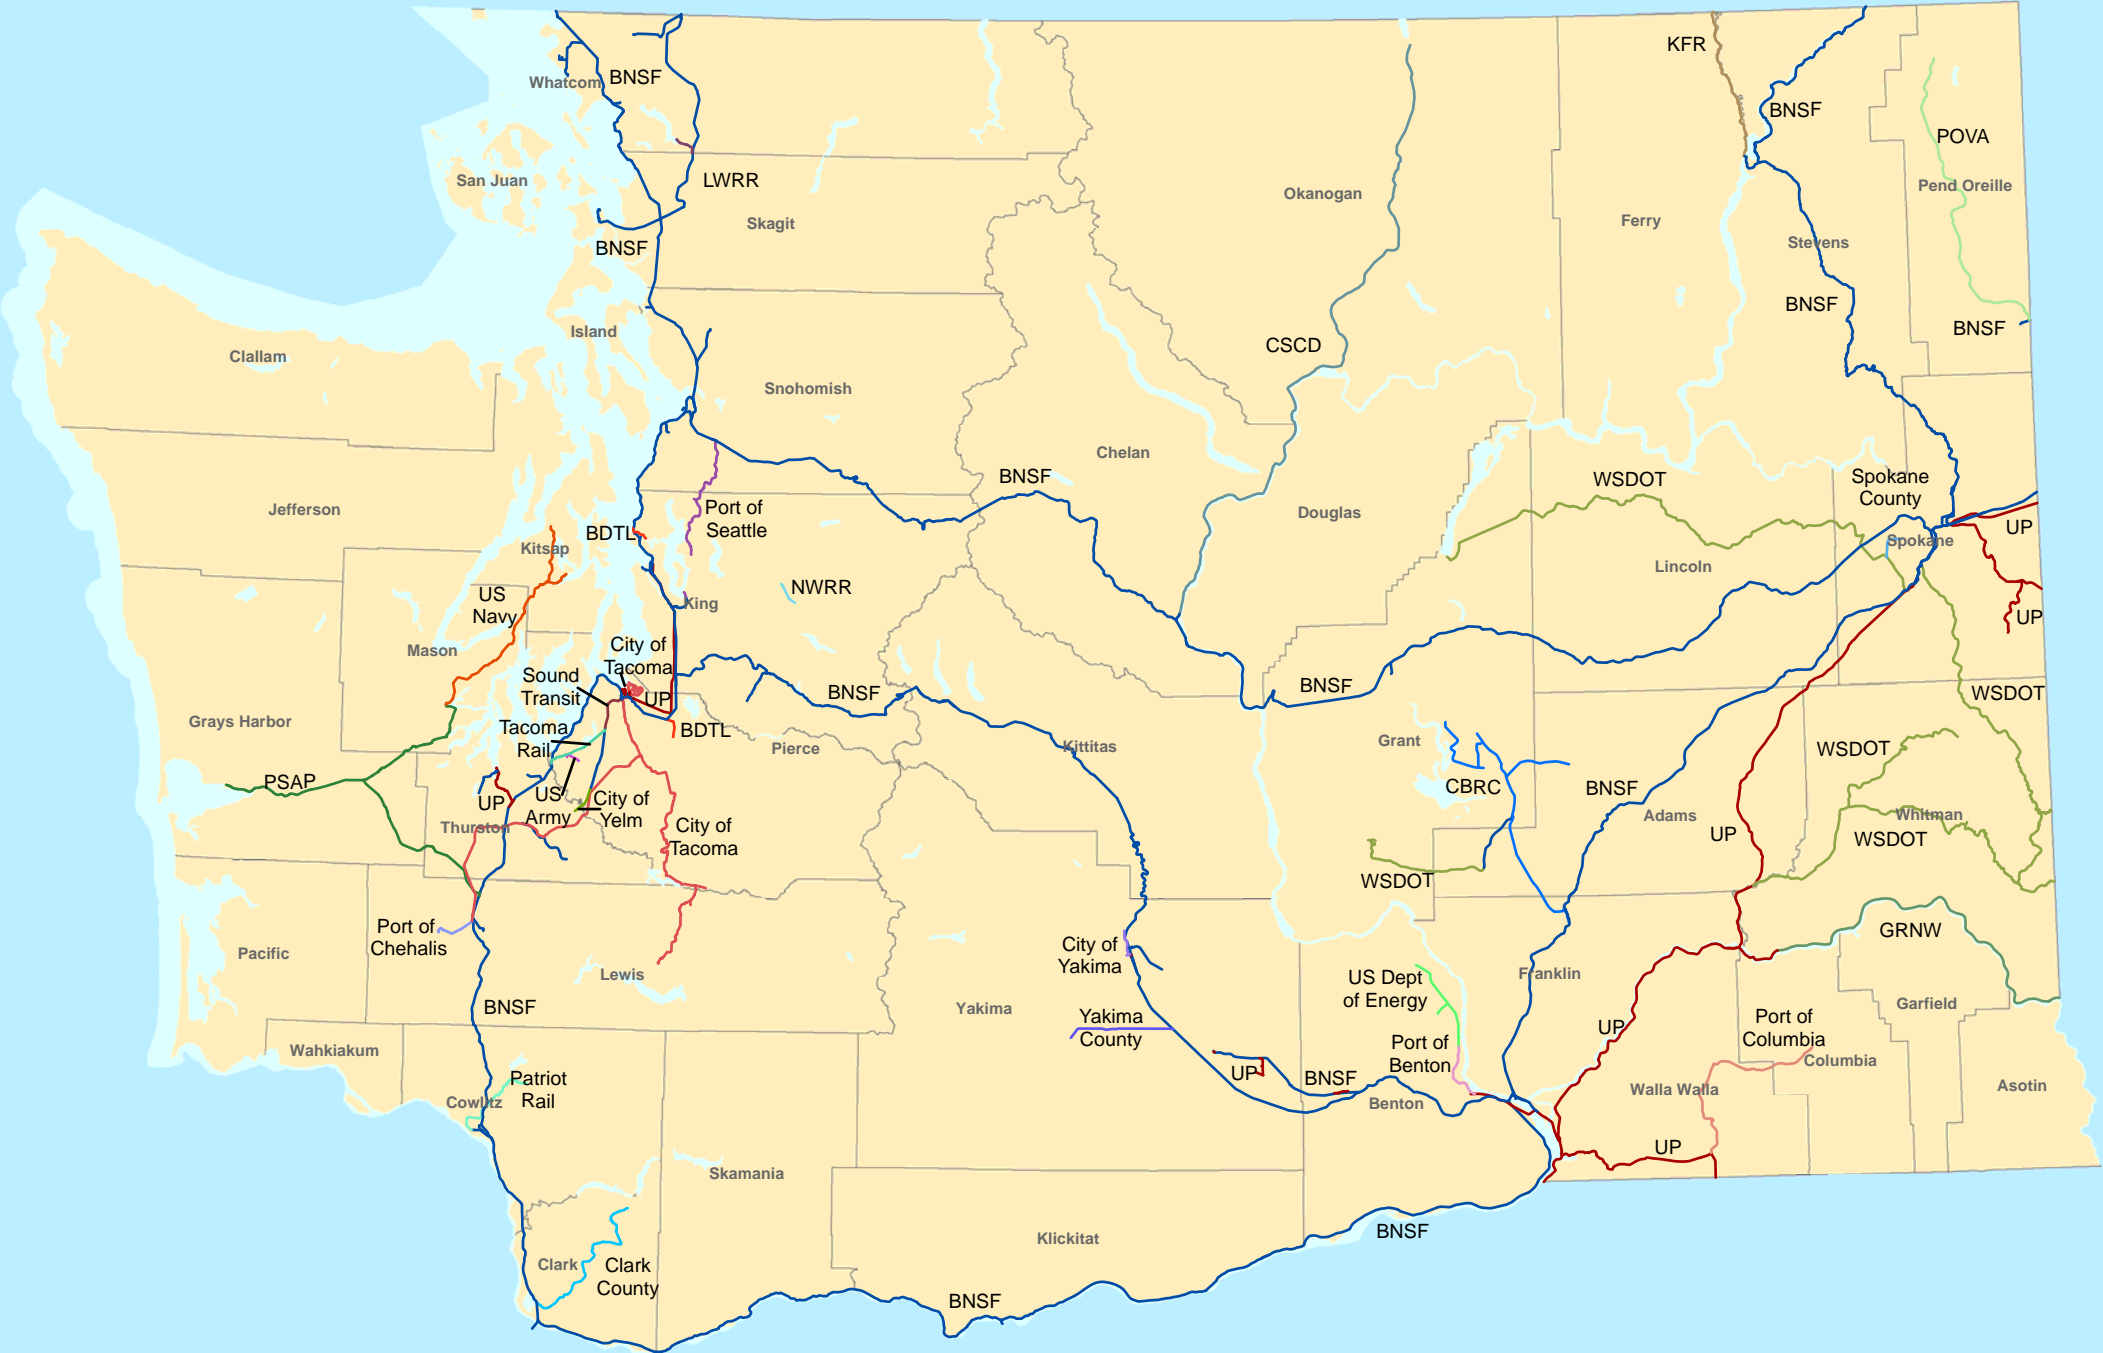 KFR
BNSF
Whatcom
BNSF
POVA
San Juan
LWRR
Pend Oreille
Okanogan
Skagit
Ferry
BNSF
Stevens
BNSF
Island
BNSF
CSCD
Clallam
Snohomish
Chelan
BNSF
WSDOT
Spokane
County
Jefferson
Port of
Seattle
Douglas
BDTL
UP
Kitsap
Spokane
Lincoln
NWRR
US
Navy
King
UP
City of
Tacoma
Mason
Sound
Transit
BNSF
BNSF
WSDOT
UP
Grays Harbor
Tacoma
Rail
BDTL
Pierce
Kittitas
Grant
WSDOT
PSAP
CBRC
BNSF
UP
US
Army
City of
Yelm
Adams
Whitman
Thurston
City of
Tacoma
UP
WSDOT
WSDOT
Port of
Chehalis
GRNW
City of
Yakima
Pacific
Lewis
US Dept
of Energy
Franklin
BNSF
Yakima
Garfield
Yakima
County
UP
Port of
Columbia
Wahkiakum
Port of
Benton
Columbia
UP
BNSF
Patriot
Rail
Cowlitz
Benton
Walla Walla
Asotin
UP
Skamania
BNSF
Klickitat
Clark
Clark
County
BNSF